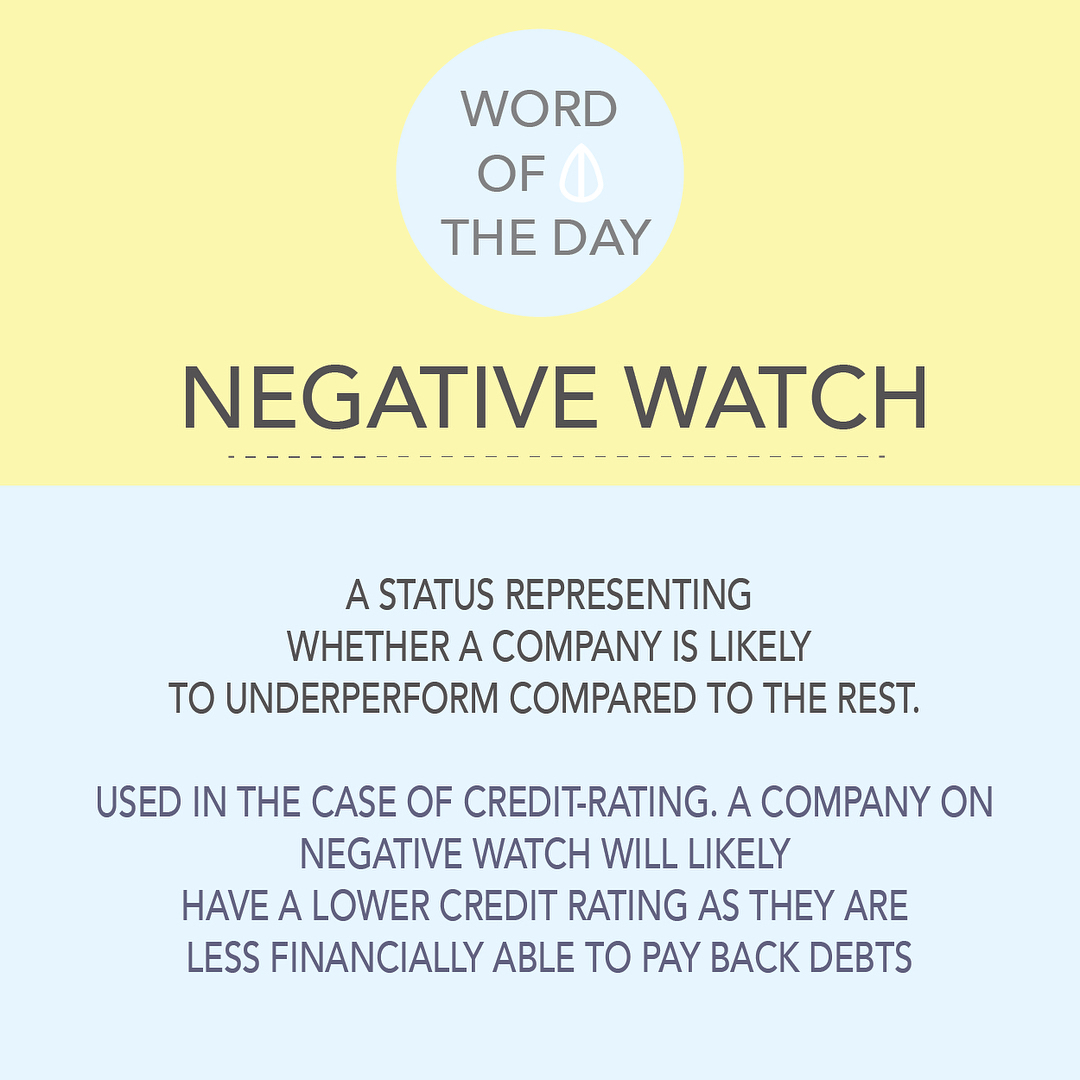 WORD
OF
THE DAY
NEGATIVE WATCH
A STATUS REPRESENTING
WHETHER A COMPANY IS LIKELY
TO UNDERPERFORM COMPARED TO THE REST.
USED IN THE CASE OF CREDIT-RATING. A COMPANY ON
NEGATIVE WATCH WILL LIKELY
HAVE A LOWER CREDIT RATING AS THEY ARE
LESS FINANCIALLY ABLE TO PAY BACK DEBTS